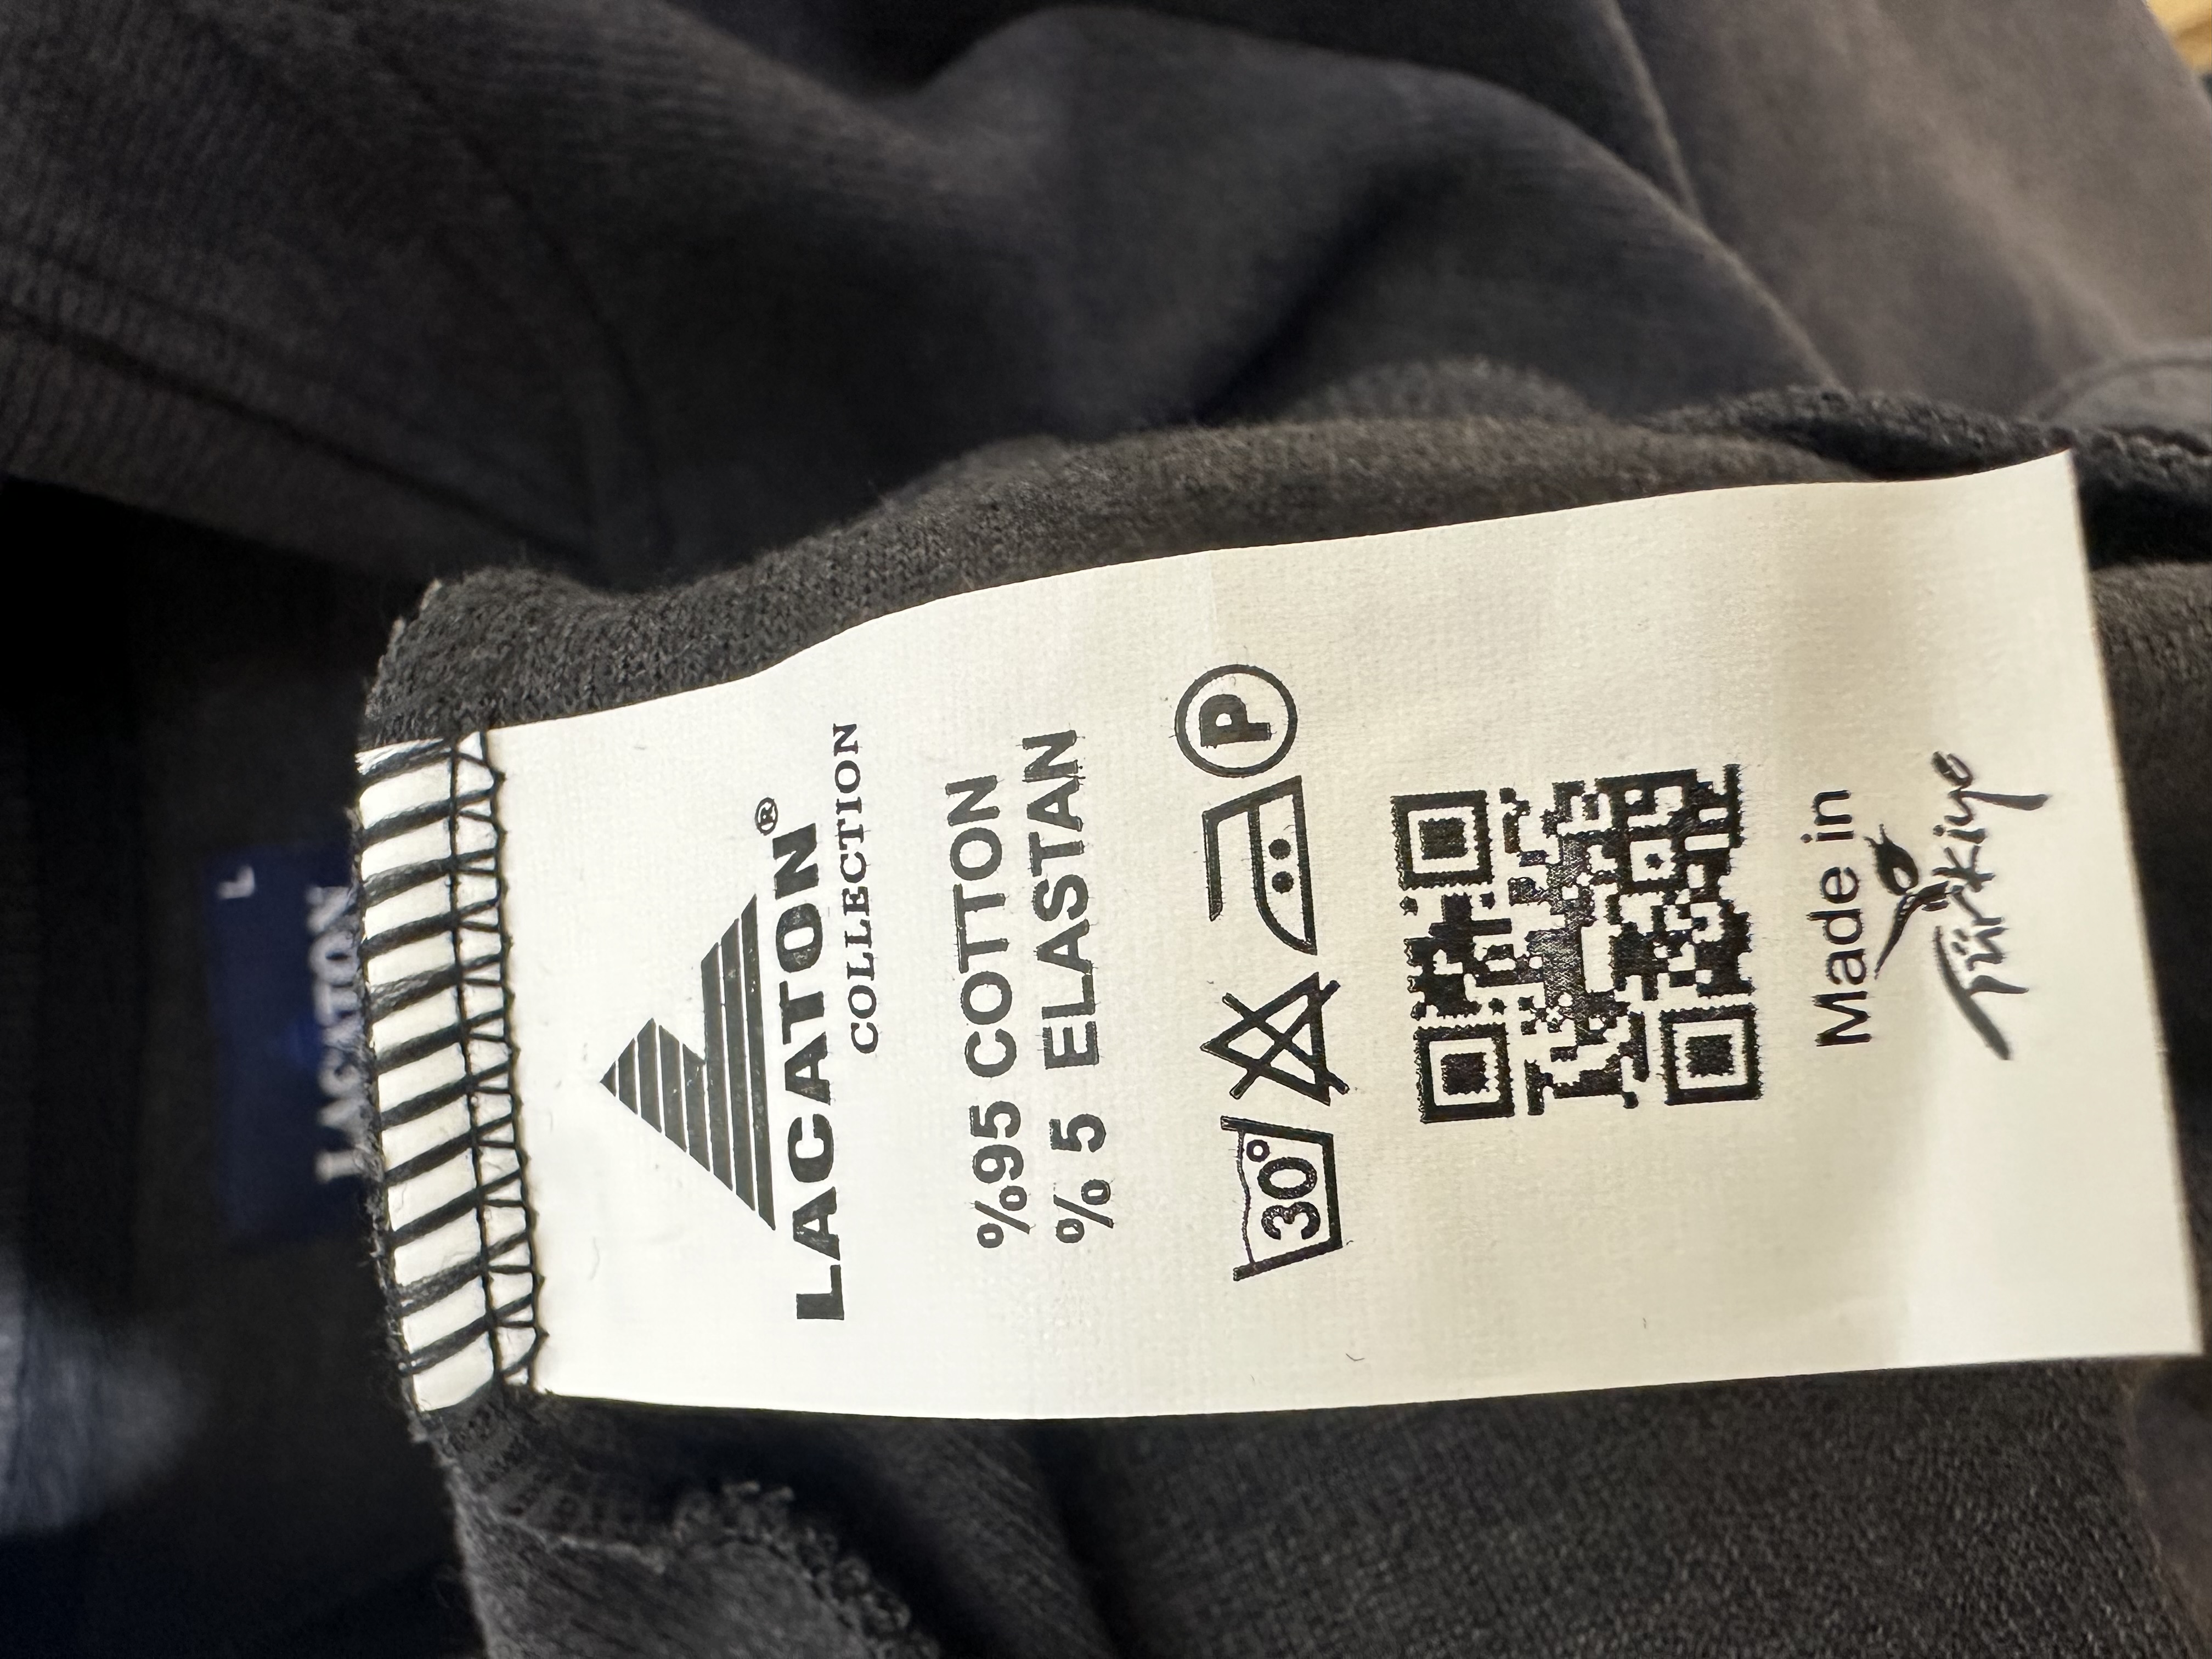 L
LACATON
LACATON®
COLLECTION
%95 COTTON
% 5 ELASTAN
30° P
Made in
Türkiye